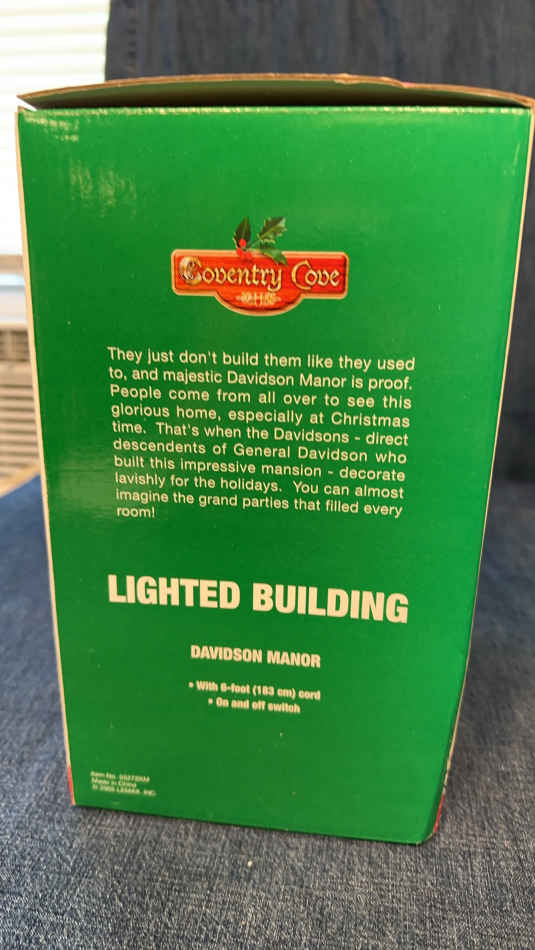 Coventry Cove
They just don't build them like they used
to, and majestic Davidson Manor is proof.
People come from all over to see this
glorious home, especially at Christmas
time. That's when the Davidsons - direct
descendents of General Davidson who
built this impressive mansion - decorate
lavishly for the holidays. You can almost
imagine the grand parties that filled every
room!
LIGHTED BUILDING
DAVIDSON MANOR
• With 6-foot (183 cm) cord
• On and off switch
Item No.
Made in China
LEMAX, INC.